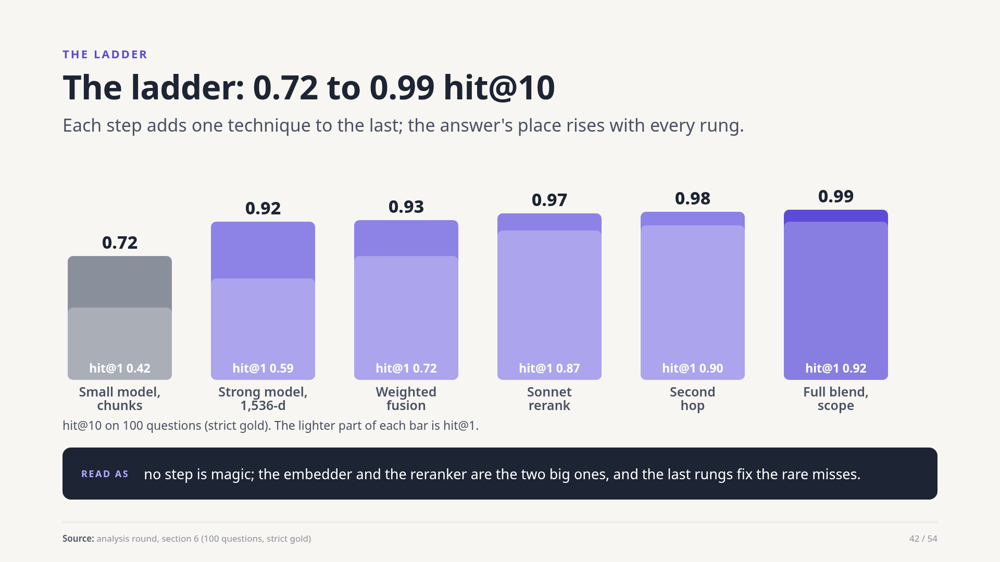 THE LADDER
The ladder: 0.72 to 0.99 hit@10
Each step adds one technique to the last; the answer's place rises with every rung.
0.72
0.92
0.93
0.97
0.98
0.99
hit@1 0.42
hit@1 0.59
hit@1 0.72
hit@1 0.87
hit@1 0.90
hit@1 0.92
Small model,
chunks
Strong model,
1,536-d
Weighted
fusion
Sonnet
rerank
Second
hop
Full blend,
scope
hit@10 on 100 questions (strict gold). The lighter part of each bar is hit@1.
READ AS no step is magic; the embedder and the reranker are the two big ones, and the last rungs fix the rare misses.
Source: analysis round, section 6 (100 questions, strict gold)
42 / 54